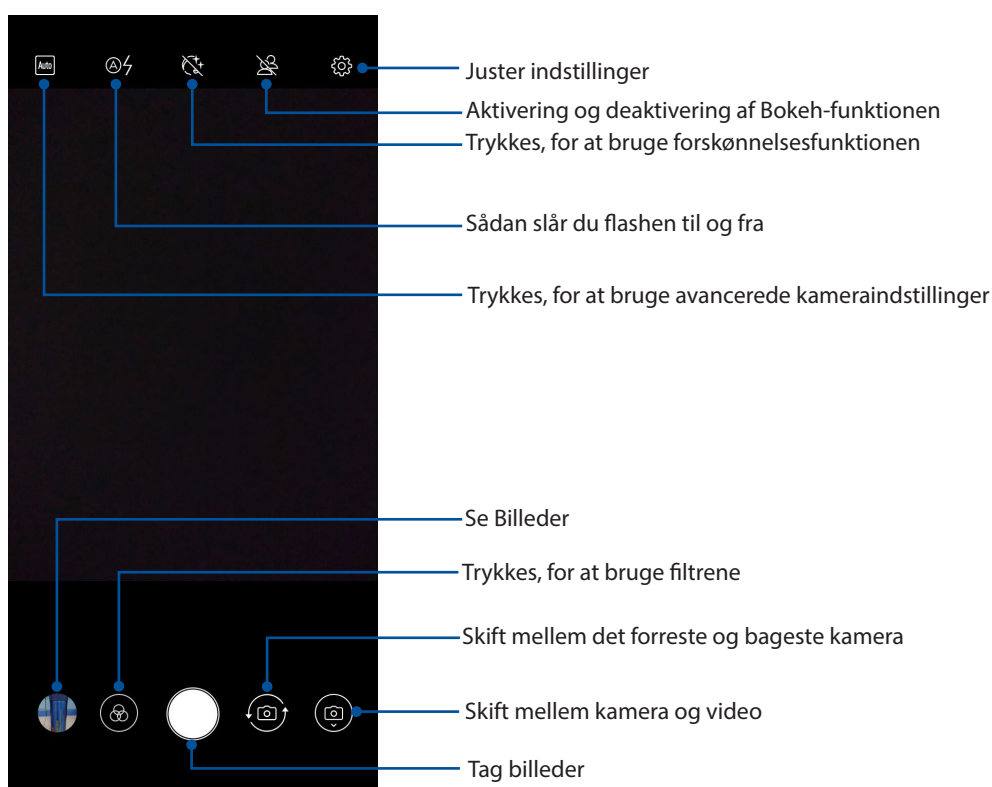 Auto
A
Juster indstillinger
Aktivering og deaktivering af Bokeh-funktionen
Trykkes, for at bruge forskønnelsesfunktionen
Sådan slår du flashen til og fra
Trykkes, for at bruge avancerede kameraindstillinger
Se Billeder
Trykkes, for at bruge filtrene
Skift mellem det forreste og bageste kamera
Skift mellem kamera og video
Tag billeder